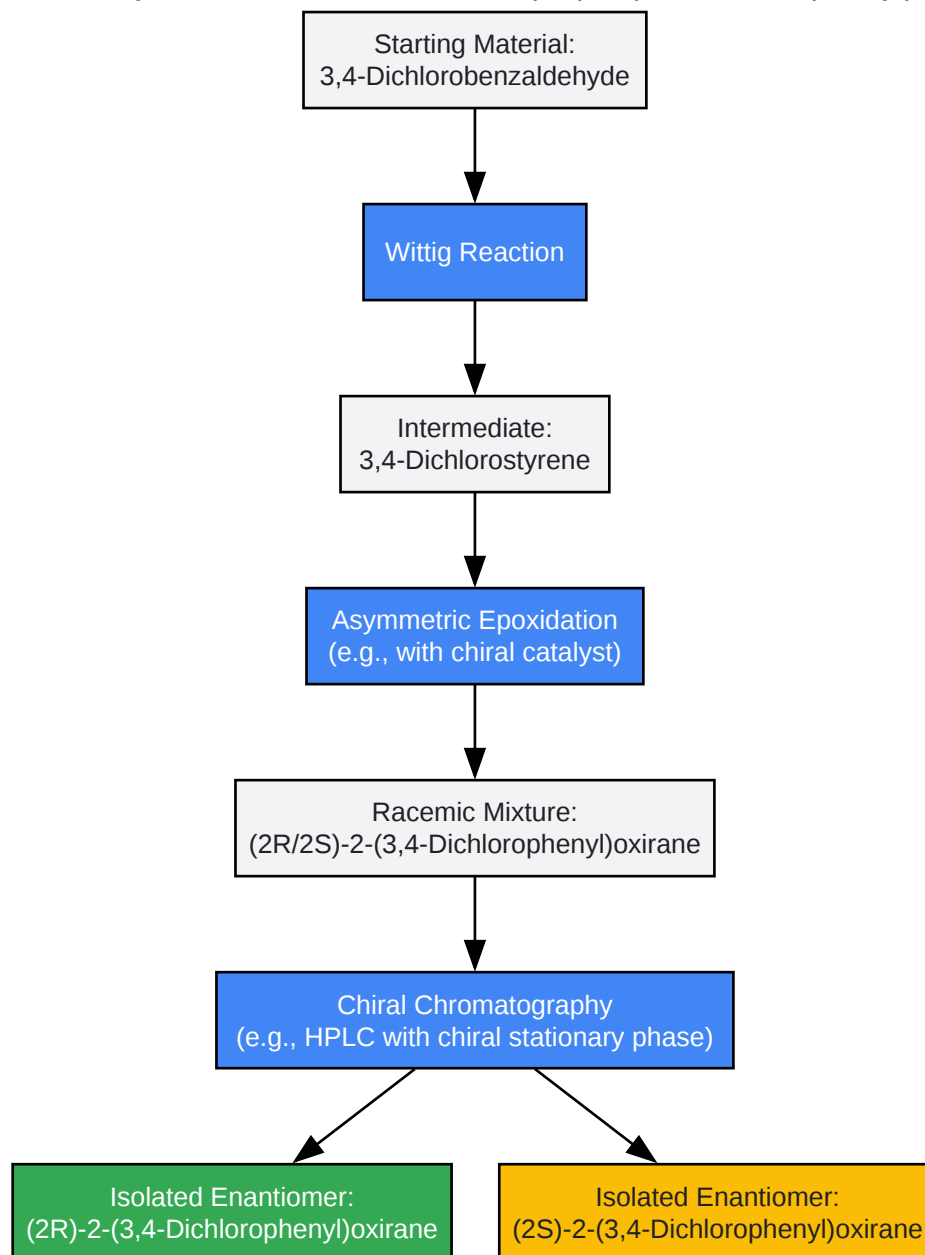 Starting Material:
3,4-Dichlorobenzaldehyde
Wittig Reaction
Intermediate:
3,4-Dichlorostyrene
Asymmetric Epoxidation
(e.g., with chiral catalyst)
Racemic Mixture:
(2R/2S)-2-(3,4-Dichlorophenyl)oxirane
Chiral Chromatography
(e.g., HPLC with chiral stationary phase)
Isolated Enantiomer:
(2R)-2-(3,4-Dichlorophenyl)oxirane
Isolated Enantiomer:
(2S)-2-(3,4-Dichlorophenyl)oxirane